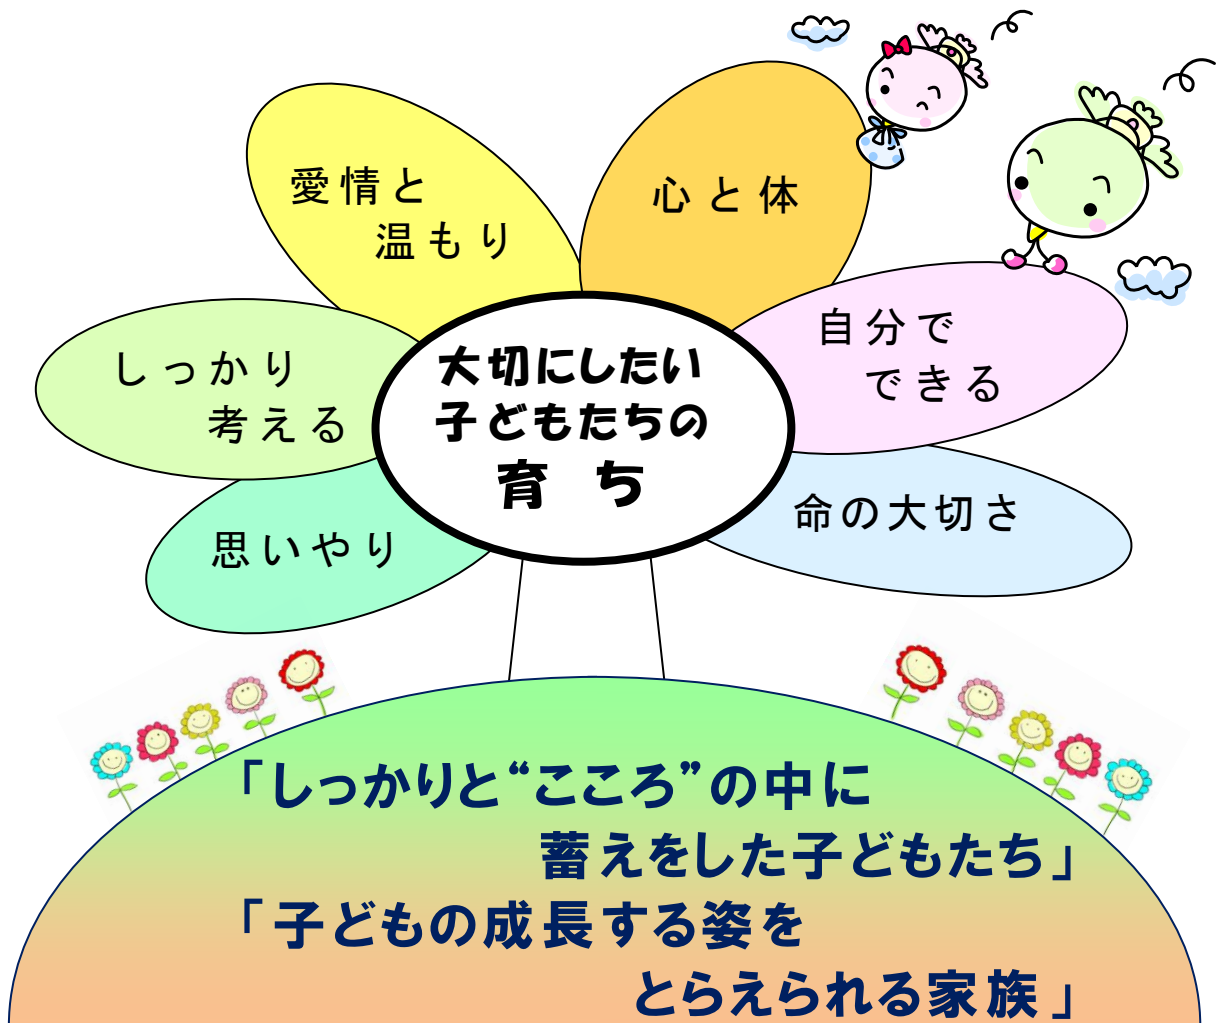 愛情と
温もり
心と体
しっかり
考える
大切にしたい
子どもたちの
育ち
自分で
できる
思いやり
命の大切さ
「しっかりと“こころ”の中に
蓄えをした子どもたち」
「子どもの成長する姿を
とらえられる家族」